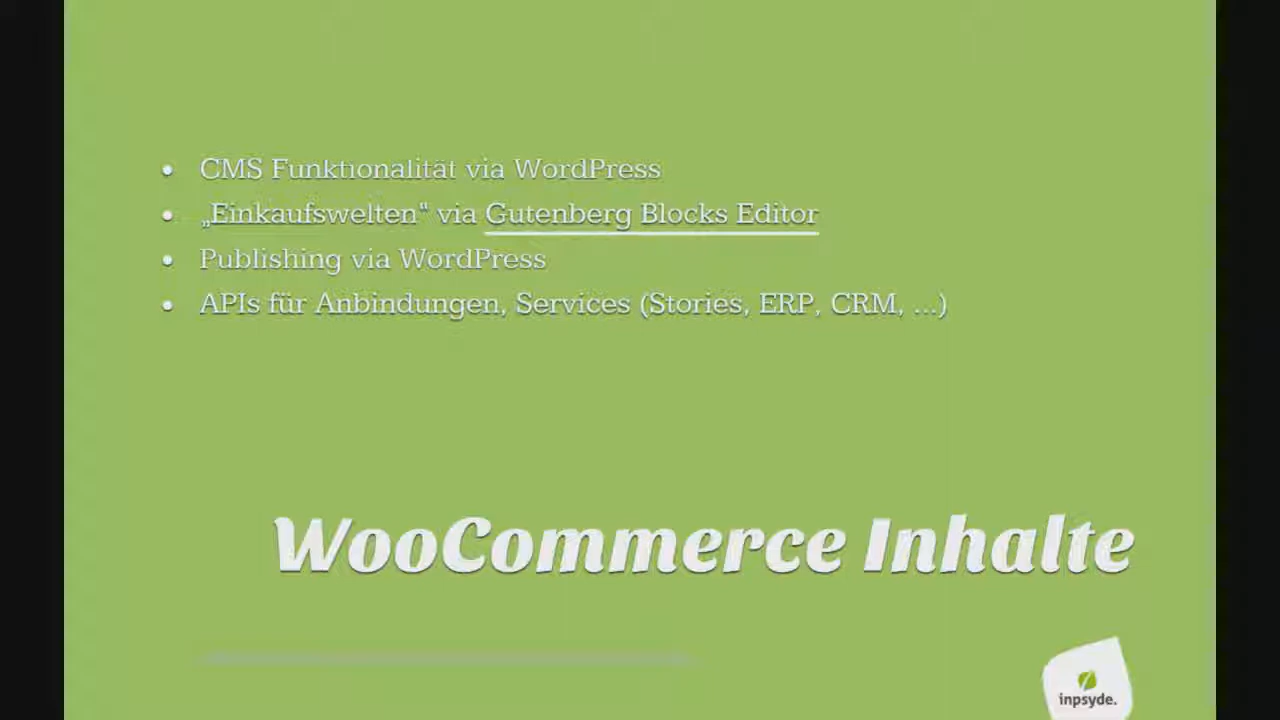 • CMS Funktionalität via WordPress
• „Einkaufswelten“ via Gutenberg Blocks Editor
• Publishing via WordPress
• APIs für Anbindungen, Services (Stories, ERP, CRM, ...)
WooCommerce Inhalte
inpsyde.